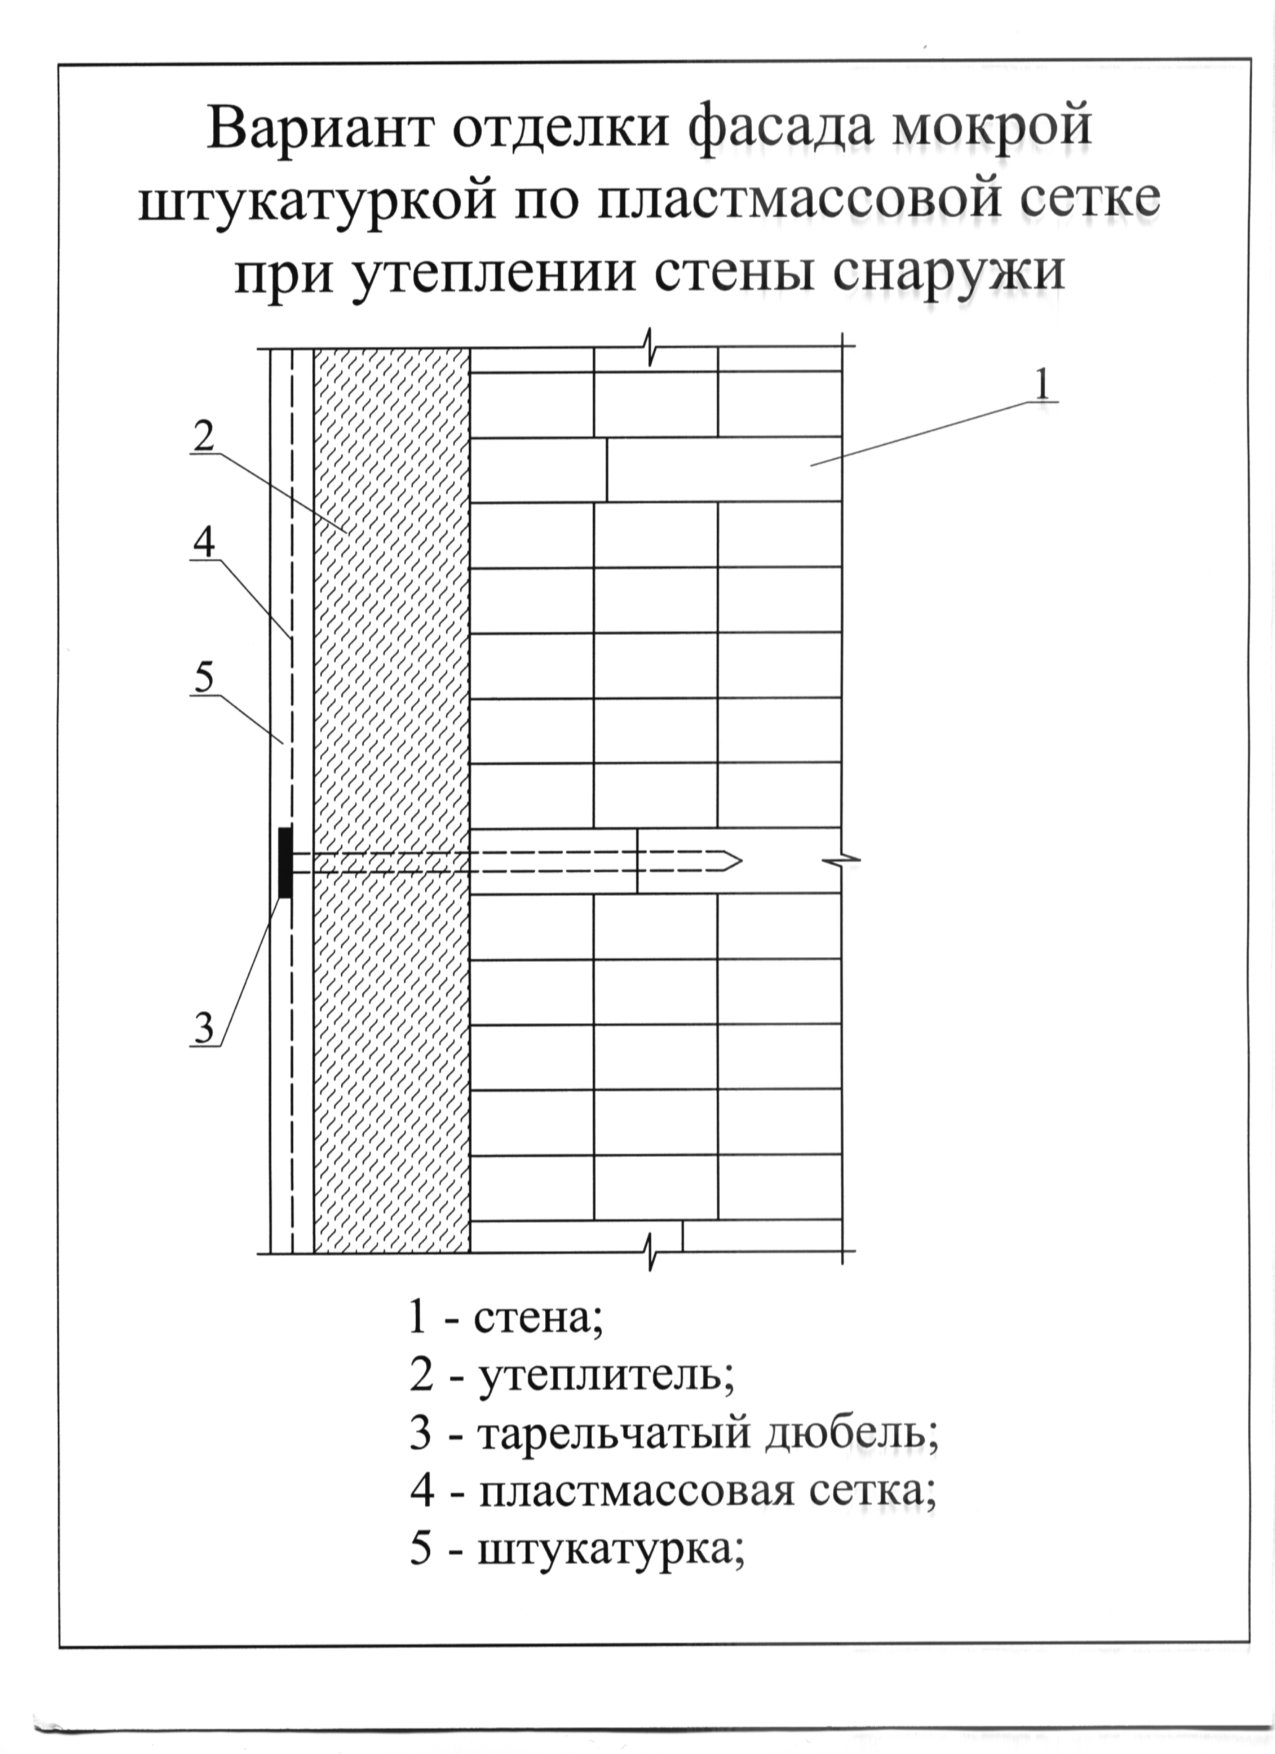 Вариант отделки фасада мокрой
штукатуркой по пластмассовой сетке
при утеплении стены снаружи
1
2
4
5
3
1 - стена;
2 - утеплитель;
3 - тарельчатый дюбель;
4 - пластмассовая сетка;
5 - штукатурка;